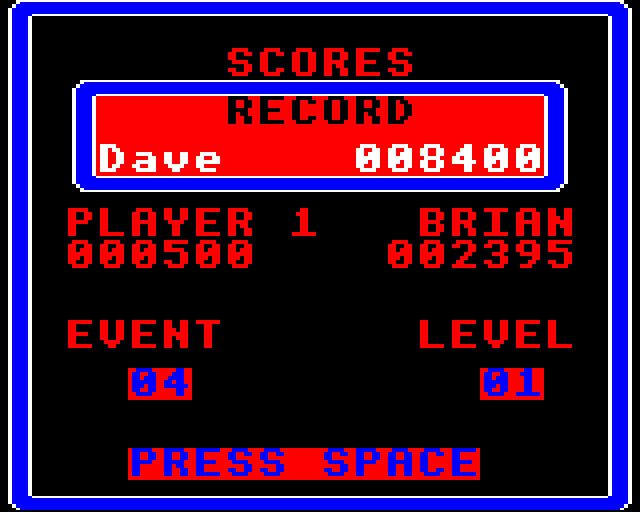 SCORES
RECORD
Dave 008400
PLAYER 1 BRIAN
000500 002395
EVENT LEVEL
04 01
PRESS SPACE